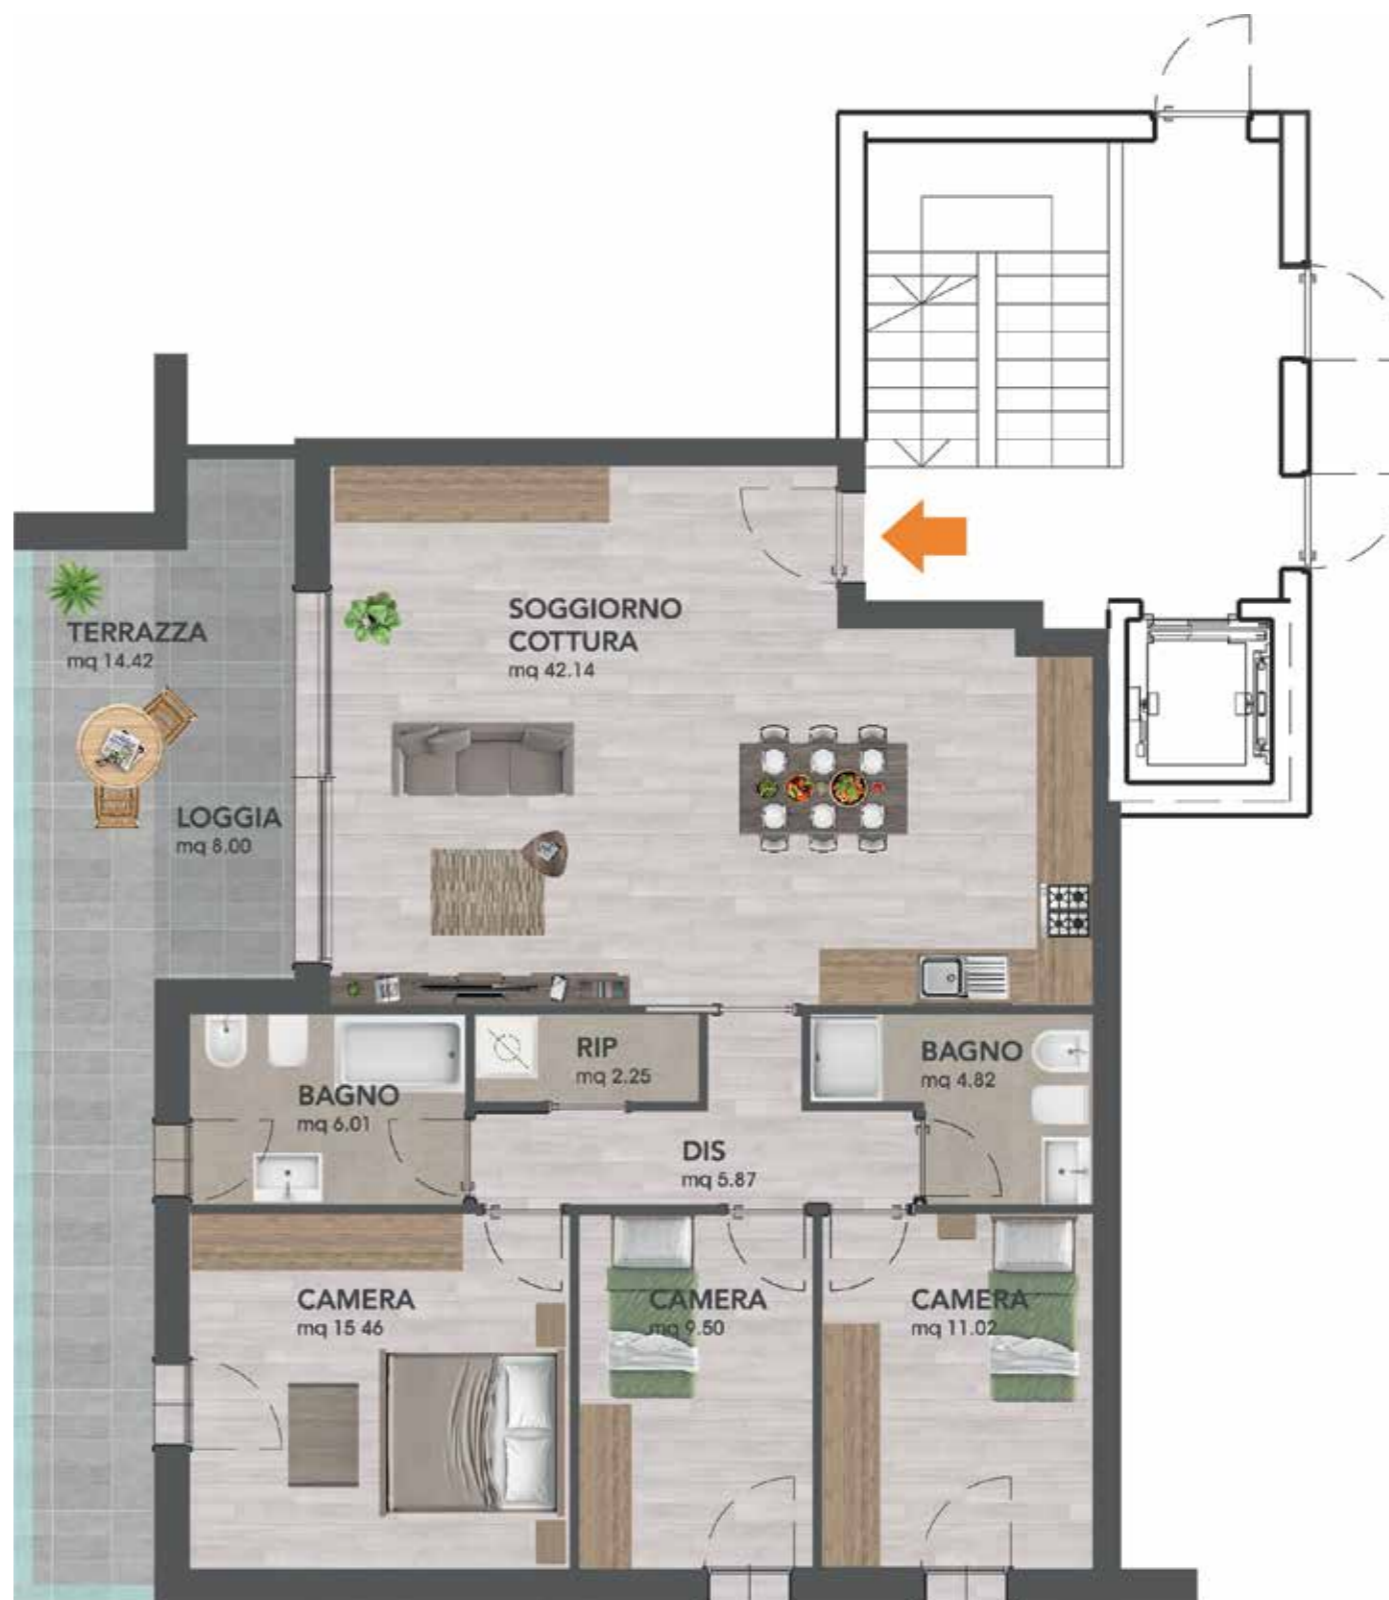 SOGGIORNO
COTTURA
mq 42.14
TERRAZZA
mq 14.42
LOGGIA
mq 8.00
RIP
mq 2.25
BAGNO
mq 4.82
BAGNO
mq 6.01
DIS
mq 5.87
CAMERA
mq 15 46
CAMERA
mq 9.50
CAMERA
mq 11.02